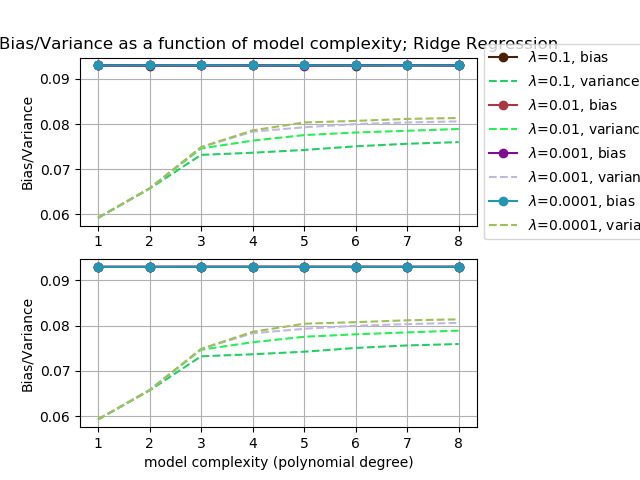 Bias/Variance as a function of model complexity; Ridge Regression
λ=0.1, bias
λ=0.1, variance
λ=0.01, bias
λ=0.01, varianc
λ=0.001, bias
λ=0.001, varian
λ=0.0001, bias
λ=0.0001, varia
Bias/Variance
0.09
0.08
0.07
0.06
1 2 3 4 5 6 7 8
Bias/Variance
0.09
0.08
0.07
0.06
1 2 3 4 5 6 7 8
model complexity (polynomial degree)